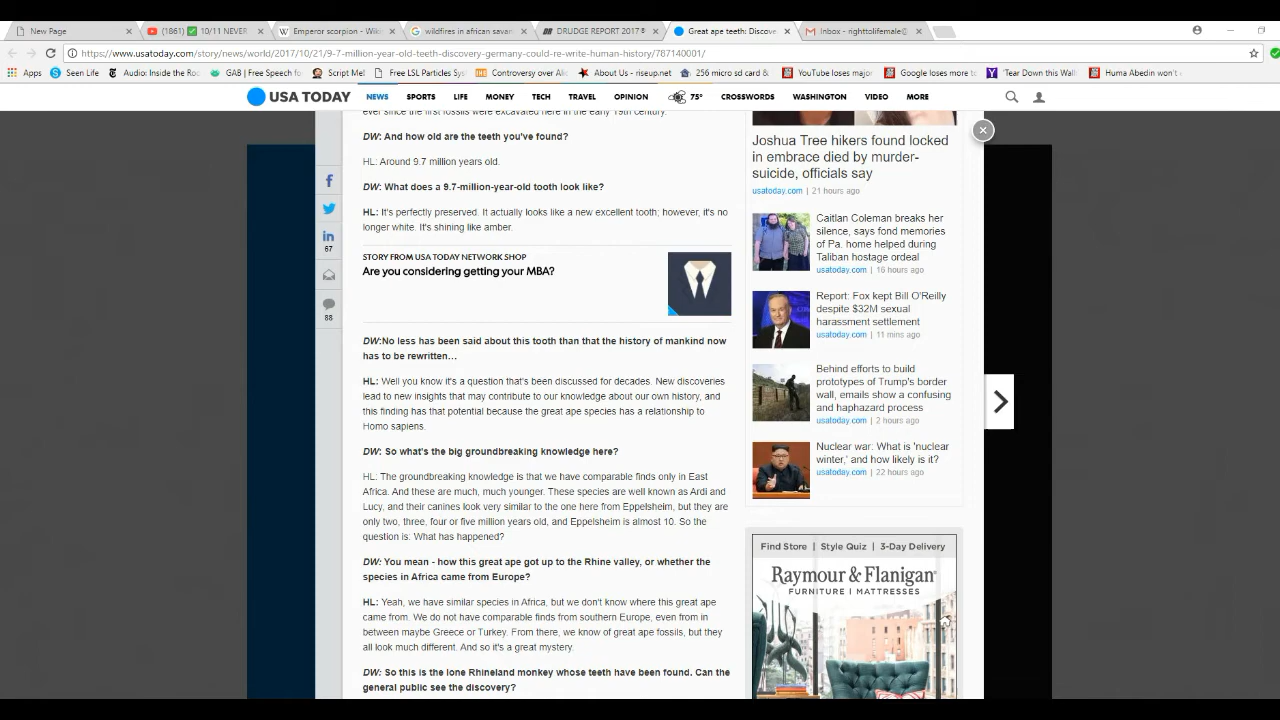 New Page
(1861) ✅ 10/11 NEVER
Emperor scorpion - Wiki
wildfires in african savan
DRUDGE REPORT 2017 ®
Great ape teeth: Discove
Inbox - righttolifemale@
https://www.usatoday.com/story/news/world/2017/10/21/9-7-million-year-old-teeth-discovery-germany-could-re-write-human-history/787140001/
Apps
Seen Life
Audio: Inside the Roc
GAB | Free Speech fo
Script Me!
Free LSL Particles Sys
Controversy over Alc
About Us - riseup.net
256 micro sd card &
YouTube loses major
Google loses more to
'Tear Down this Wall
Huma Abedin won't c
USA TODAY
NEWS
SPORTS
LIFE
MONEY
TECH
TRAVEL
OPINION
75°
CROSSWORDS
WASHINGTON
VIDEO
MORE
ever since the first fossils were excavated here in the early 19th century.
DW: And how old are the teeth you've found?
HL: Around 9.7 million years old.
DW: What does a 9.7-million-year-old tooth look like?
HL: It's perfectly preserved. It actually looks like a new excellent tooth; however, it's no
longer white. It's shining like amber.
STORY FROM USA TODAY NETWORK SHOP
Are you considering getting your MBA?
DW:No less has been said about this tooth than that the history of mankind now
has to be rewritten…
HL: Well you know it's a question that's been discussed for decades. New discoveries
lead to new insights that may contribute to our knowledge about our own history, and
this finding has that potential because the great ape species has a relationship to
Homo sapiens.
DW: So what's the big groundbreaking knowledge here?
HL: The groundbreaking knowledge is that we have comparable finds only in East
Africa. And these are much, much younger. These species are well known as Ardi and
Lucy, and their canines look very similar to the one here from Eppelsheim, but they are
only two, three, four or five million years old, and Eppelsheim is almost 10. So the
question is: What has happened?
DW: You mean - how this great ape got up to the Rhine valley, or whether the
species in Africa came from Europe?
HL: Yeah, we have similar species in Africa, but we don't know where this great ape
came from. We do not have comparable finds from southern Europe, even from in
between maybe Greece or Turkey. From there, we know of great ape fossils, but they
all look much different. And so it's a great mystery.
DW: So this is the lone Rhineland monkey whose teeth have been found. Can the
general public see the discovery?
67
88
Joshua Tree hikers found locked
in embrace died by murder-
suicide, officials say
usatoday.com | 21 hours ago
Caitlan Coleman breaks her
silence, says fond memories
of Pa. home helped during
Taliban hostage ordeal
usatoday.com | 16 hours ago
Report: Fox kept Bill O'Reilly
despite $32M sexual
harassment settlement
usatoday.com | 11 mins ago
Behind efforts to build
prototypes of Trump's border
wall, emails show a confusing
and haphazard process
usatoday.com | 2 hours ago
Nuclear war: What is 'nuclear
winter,' and how likely is it?
usatoday.com | 22 hours ago
Find Store | Style Quiz | 3-Day Delivery
Raymour & Flanigan
FURNITURE | MATTRESSES